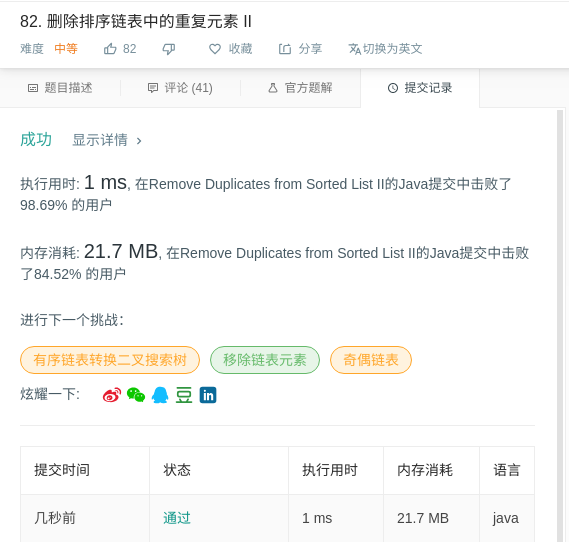 82. 删除排序链表中的重复元素 II
难度 中等 82 收藏 分享 切换为英文
题目描述 评论 (41) 官方题解 提交记录
成功 显示详情 >
执行用时: 1 ms, 在Remove Duplicates from Sorted List II的Java提交中击败了
98.69% 的用户
内存消耗: 21.7 MB, 在Remove Duplicates from Sorted List II的Java提交中击败
了84.52% 的用户
进行下一个挑战:
有序链表转换二叉搜索树 移除链表元素 奇偶链表
炫耀一下: 豆 in
提交时间 状态 执行用时 内存消耗 语言
几秒前 通过 1 ms 21.7 MB java